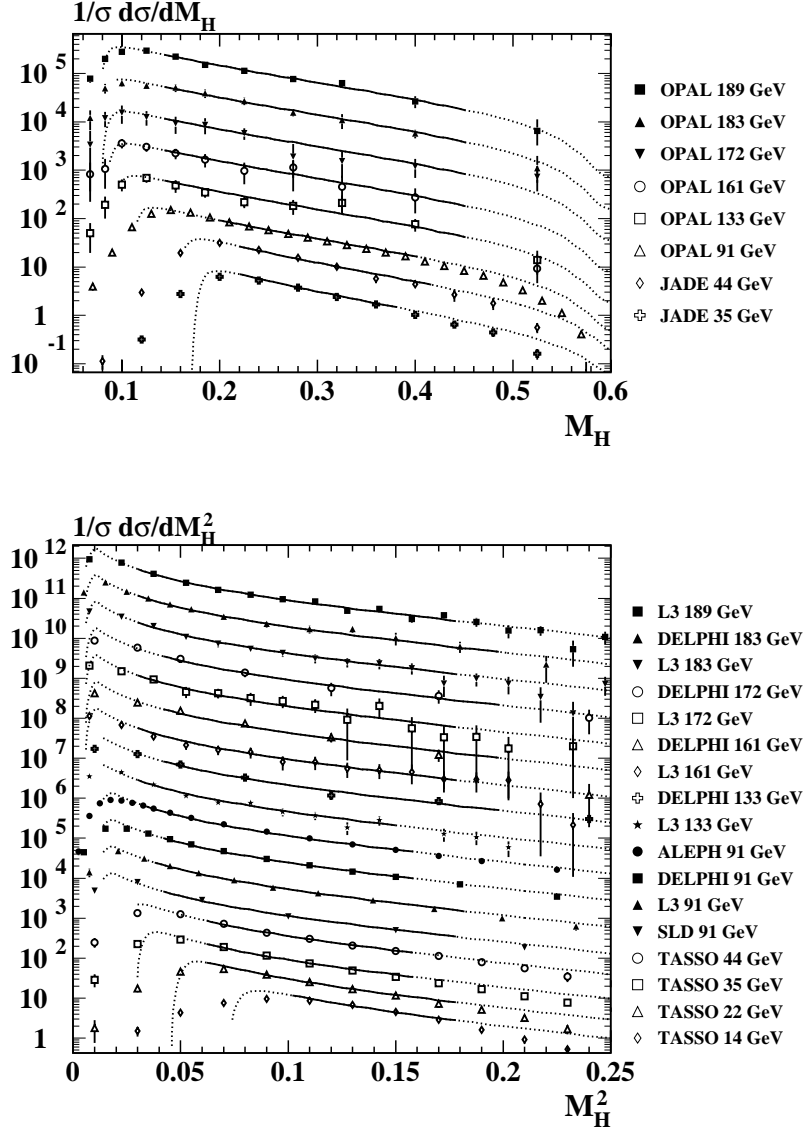 1/σ dσ/dM_H
10^5
10^4
10^3
10^2
10
1
10^-1
0.1 0.2 0.3 0.4 0.5 0.6
M_H
OPAL 189 GeV
OPAL 183 GeV
OPAL 172 GeV
OPAL 161 GeV
OPAL 133 GeV
OPAL 91 GeV
JADE 44 GeV
JADE 35 GeV
1/σ dσ/dM_H^2
10^12
10^11
10^10
10^9
10^8
10^7
10^6
10^5
10^4
10^3
10^2
10
1
0 0.05 0.1 0.15 0.2 0.25
M_H^2
L3 189 GeV
DELPHI 183 GeV
L3 183 GeV
DELPHI 172 GeV
L3 172 GeV
DELPHI 161 GeV
L3 161 GeV
DELPHI 133 GeV
L3 133 GeV
ALEPH 91 GeV
DELPHI 91 GeV
L3 91 GeV
SLD 91 GeV
TASSO 44 GeV
TASSO 35 GeV
TASSO 22 GeV
TASSO 14 GeV